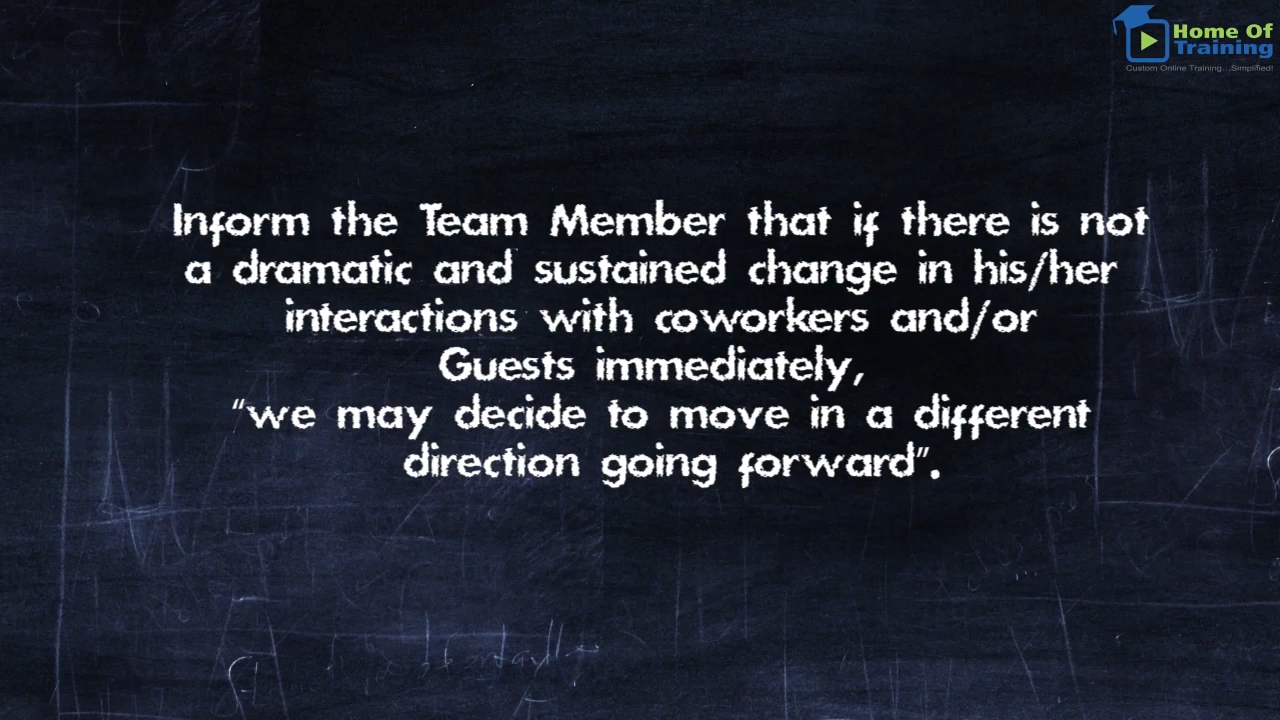 Home Of
Training
Custom Online Training...Simplified!
Inform the Team Member that if there is not
a dramatic and sustained change in his/her
interactions with coworkers and/or
Guests immediately,
“we may decide to move in a different
direction going forward”.